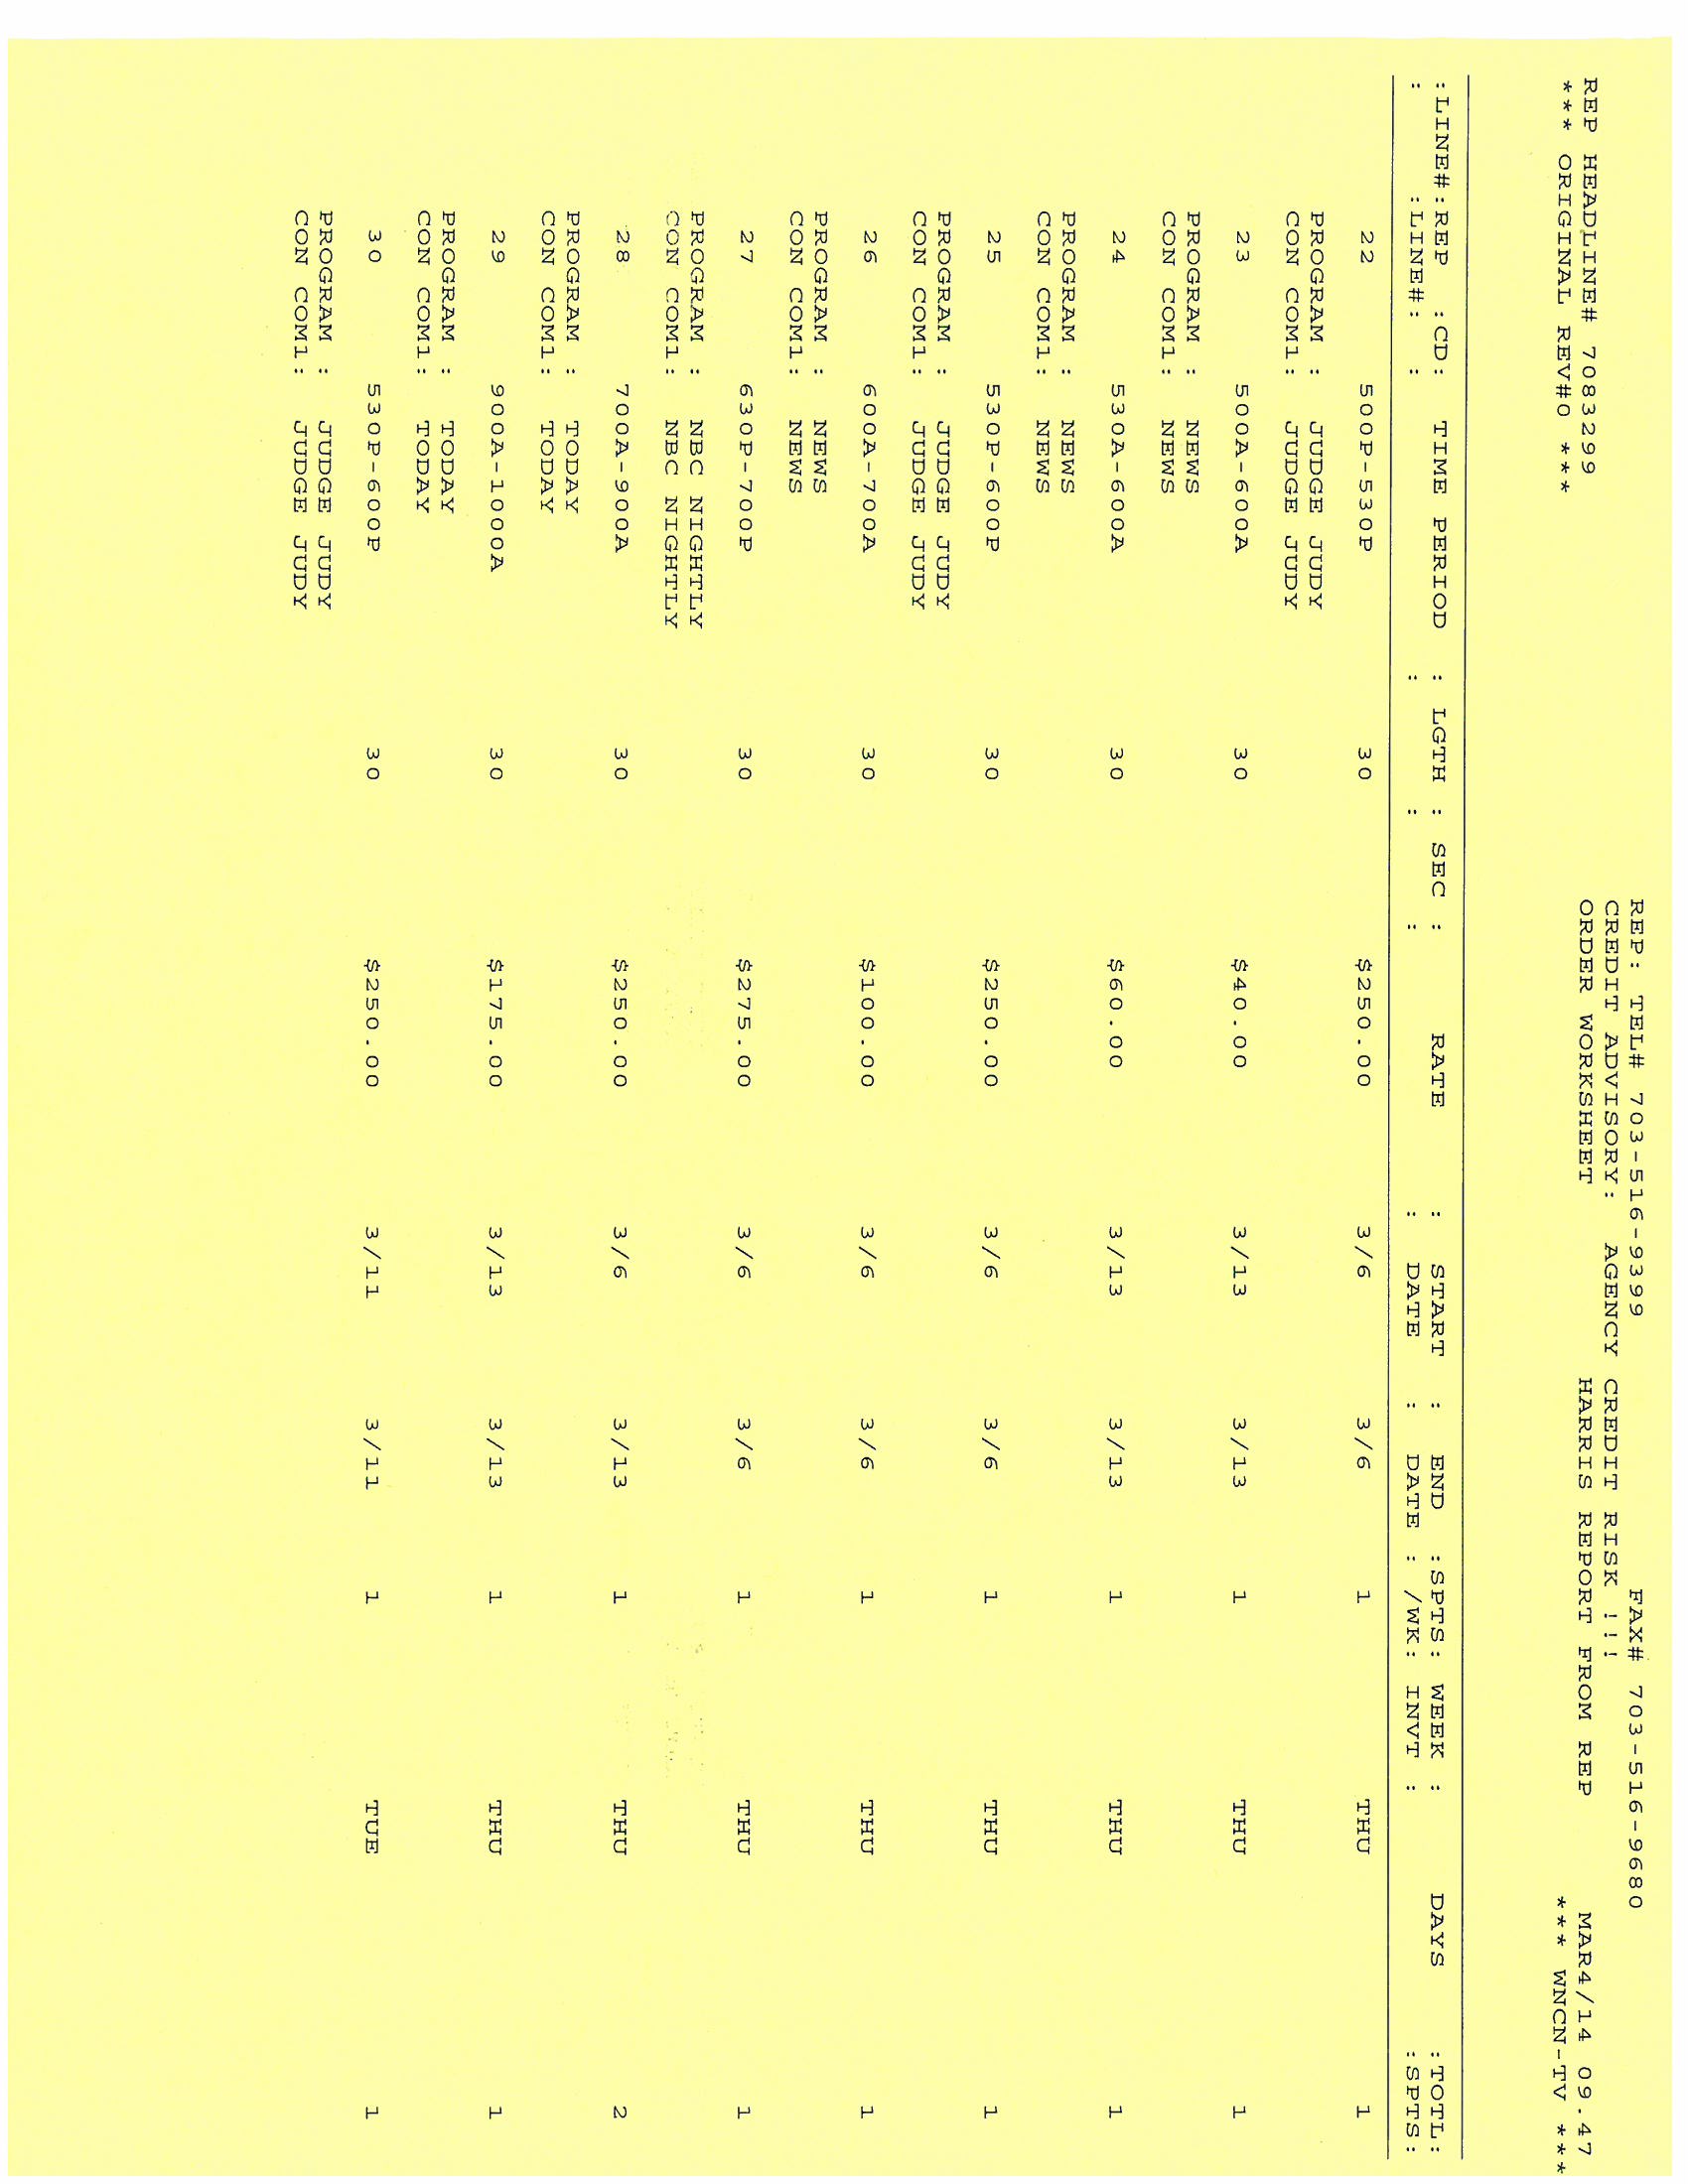 REP: TEL# 703-516-9399 FAX# 703-516-9680
CREDIT ADVISORY: AGENCY CREDIT RISK !!!
REP HEADLINE# 7083299 ORDER WORKSHEET HARRIS REPORT FROM REP MAR4/14 09.47
*** ORIGINAL REV#0 *** *** WNCN-TV ***
:LINE#:REP :CD: TIME PERIOD : LGTH : SEC : RATE : START : END :SPTS: WEEK : DAYS :TOTL:
: :LINE#: : : : : : DATE : DATE : /WK: INVT : :SPTS:
22 500P-530P 30 $250.00 3/6 3/6 1 THU 1
PROGRAM : JUDGE JUDY
CON COM1: JUDGE JUDY
23 500A-600A 30 $40.00 3/13 3/13 1 THU 1
PROGRAM : NEWS
CON COM1: NEWS
24 530A-600A 30 $60.00 3/13 3/13 1 THU 1
PROGRAM : NEWS
CON COM1: NEWS
25 530P-600P 30 $250.00 3/6 3/6 1 THU 1
PROGRAM : JUDGE JUDY
CON COM1: JUDGE JUDY
26 600A-700A 30 $100.00 3/6 3/6 1 THU 1
PROGRAM : NEWS
CON COM1: NEWS
27 630P-700P 30 $275.00 3/6 3/6 1 THU 1
PROGRAM : NBC NIGHTLY
CON COM1: NBC NIGHTLY
28 700A-900A 30 $250.00 3/6 3/13 1 THU 2
PROGRAM : TODAY
CON COM1: TODAY
29 900A-1000A 30 $175.00 3/13 3/13 1 THU 1
PROGRAM : TODAY
CON COM1: TODAY
30 530P-600P 30 $250.00 3/11 3/11 1 TUE 1
PROGRAM : JUDGE JUDY
CON COM1: JUDGE JUDY